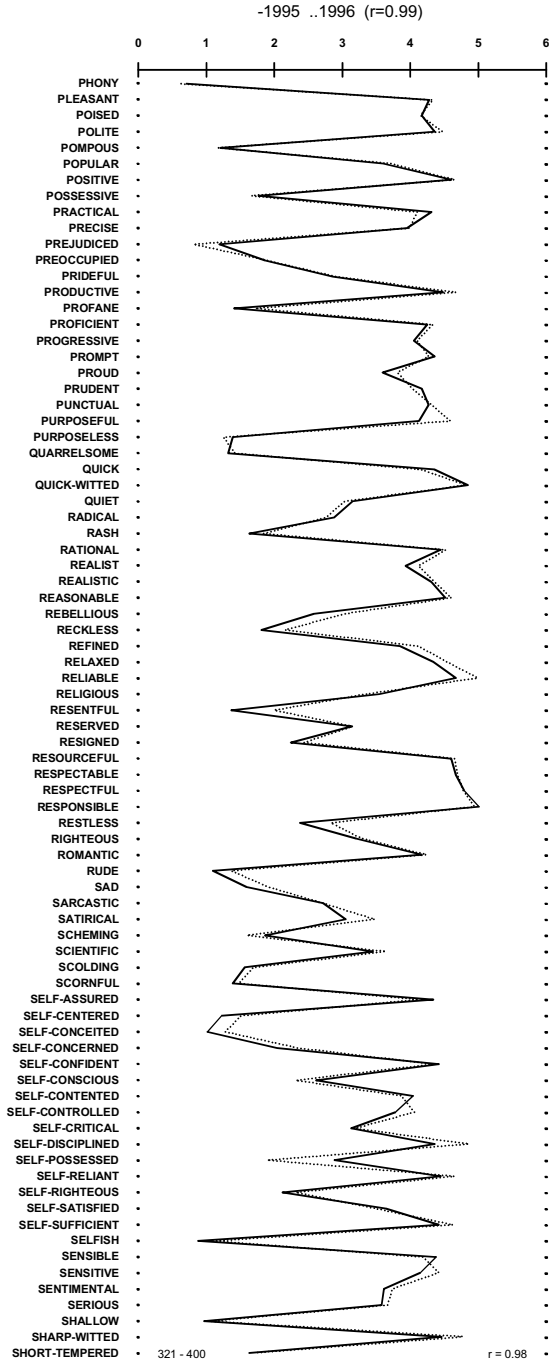 -1995 ..1996 (r=0.99)
0 1 2 3 4 5 6
PHONY
PLEASANT
POISED
POLITE
POMPOUS
POPULAR
POSITIVE
POSSESSIVE
PRACTICAL
PRECISE
PREJUDICED
PREOCCUPIED
PRIDEFUL
PRODUCTIVE
PROFANE
PROFICIENT
PROGRESSIVE
PROMPT
PROUD
PRUDENT
PUNCTUAL
PURPOSEFUL
PURPOSELESS
QUARRELSOME
QUICK
QUICK-WITTED
QUIET
RADICAL
RASH
RATIONAL
REALIST
REALISTIC
REASONABLE
REBELLIOUS
RECKLESS
REFINED
RELAXED
RELIABLE
RELIGIOUS
RESENTFUL
RESERVED
RESIGNED
RESOURCEFUL
RESPECTABLE
RESPECTFUL
RESPONSIBLE
RESTLESS
RIGHTEOUS
ROMANTIC
RUDE
SAD
SARCASTIC
SATIRICAL
SCHEMING
SCIENTIFIC
SCOLDING
SCORNFUL
SELF-ASSURED
SELF-CENTERED
SELF-CONCEITED
SELF-CONCERNED
SELF-CONFIDENT
SELF-CONSCIOUS
SELF-CONTENTED
SELF-CONTROLLED
SELF-CRITICAL
SELF-DISCIPLINED
SELF-POSSESSED
SELF-RELIANT
SELF-RIGHTEOUS
SELF-SATISFIED
SELF-SUFFICIENT
SELFISH
SENSIBLE
SENSITIVE
SENTIMENTAL
SERIOUS
SHALLOW
SHARP-WITTED
SHORT-TEMPERED 321 - 400 r = 0.98